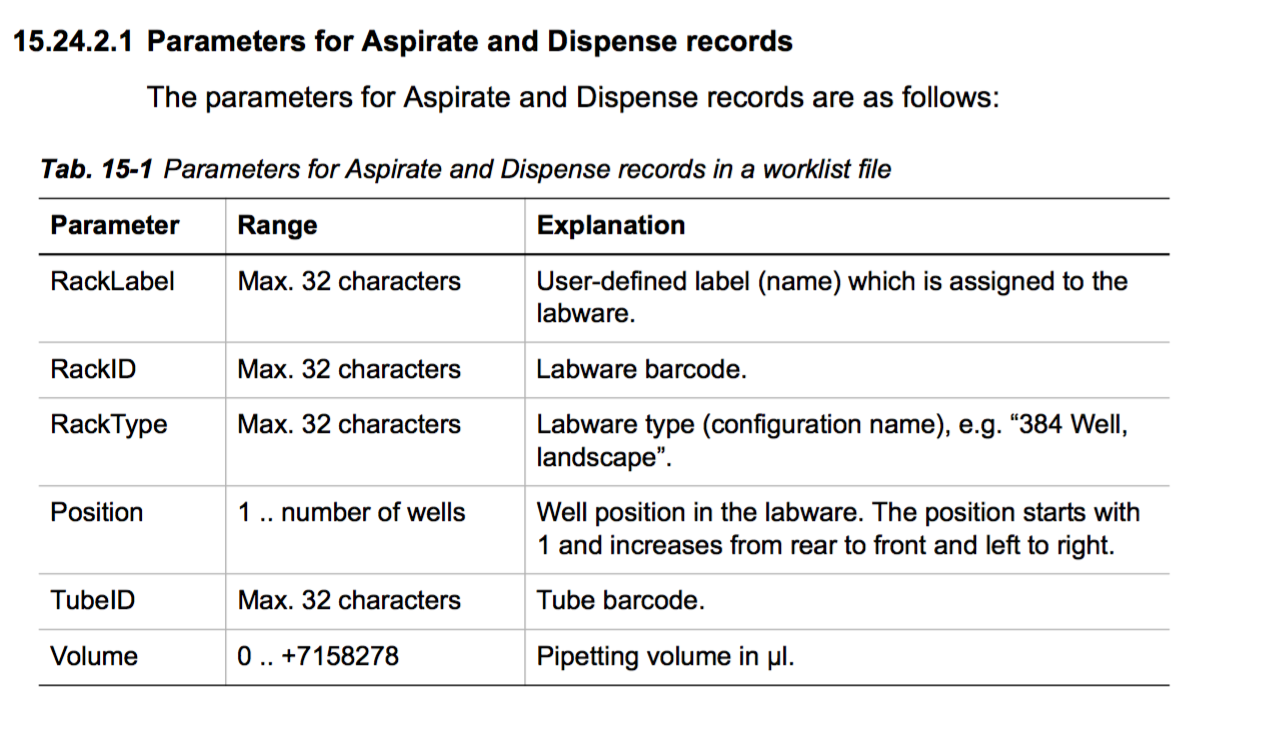 15.24.2.1 Parameters for Aspirate and Dispense records
The parameters for Aspirate and Dispense records are as follows:
Tab. 15-1 Parameters for Aspirate and Dispense records in a worklist file
Parameter Range Explanation
RackLabel Max. 32 characters User-defined label (name) which is assigned to the
labware.
RackID Max. 32 characters Labware barcode.
RackType Max. 32 characters Labware type (configuration name), e.g. “384 Well,
landscape”.
Position 1 .. number of wells Well position in the labware. The position starts with
1 and increases from rear to front and left to right.
TubeID Max. 32 characters Tube barcode.
Volume 0 .. +7158278 Pipetting volume in µl.